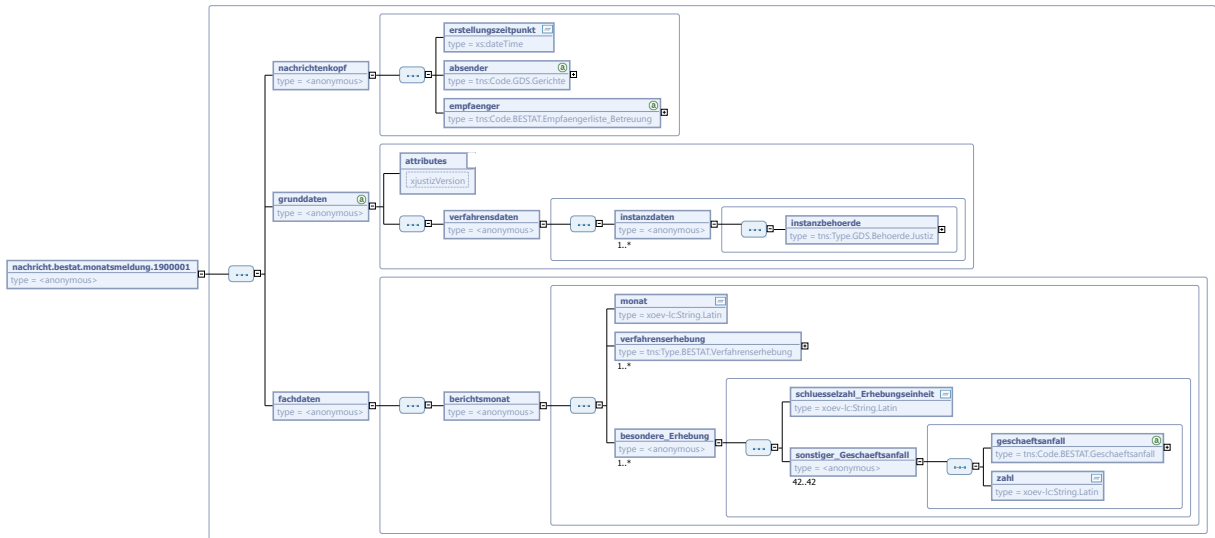 erstellungszeitpunkt
type = xs:dateTime
nachrichtenkopf
type = <anonymous>
absender
type = tns:Code.GDS.Gerichte
empfaenger
type = tns:Code.BESTAT.Empfaengerliste_Betreuung
attributes
xjustizVersion
grunddaten
type = <anonymous>
verfahrensdaten
type = <anonymous>
instanzdaten
type = <anonymous>
1..*
instanzbehoerde
type = tns:Type.GDS.Behoerde.Justiz
nachricht.bestat.monatsmeldung.1900001
type = <anonymous>
monat
type = xoev-lc:String.Latin
verfahrenserhebung
type = tns:Type.BESTAT.Verfahrenserhebung
1..*
fachdaten
type = <anonymous>
berichtsmonat
type = <anonymous>
schluesselzahl_Erhebungseinheit
type = xoev-lc:String.Latin
besondere_Erhebung
type = <anonymous>
1..*
sonstiger_Geschaeftsanfall
type = <anonymous>
42..42
geschaeftsanfall
type = tns:Code.BESTAT.Geschaeftsanfall
zahl
type = xoev-lc:String.Latin